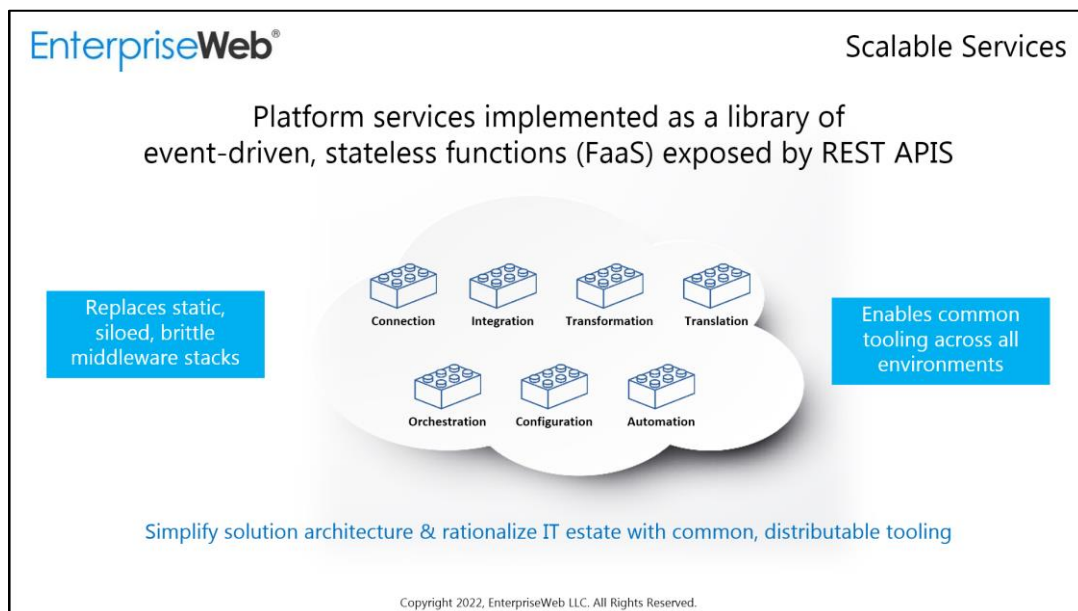 EnterpriseWeb®
Scalable Services
Platform services implemented as a library of
event-driven, stateless functions (FaaS) exposed by REST APIS
Replaces static,
siloed, brittle
middleware stacks
Connection Integration Transformation Translation
Orchestration Configuration Automation
Enables common
tooling across all
environments
Simplify solution architecture & rationalize IT estate with common, distributable tooling
Copyright 2022, EnterpriseWeb LLC. All Rights Reserved.